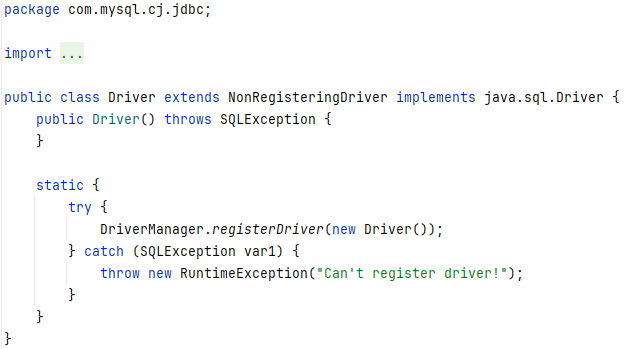 package com.mysql.cj.jdbc;
import ...
public class Driver extends NonRegisteringDriver implements java.sql.Driver {
public Driver() throws SQLException {
}
static {
try {
DriverManager.registerDriver(new Driver());
} catch (SQLException var1) {
throw new RuntimeException("Can't register driver!");
}
}
}